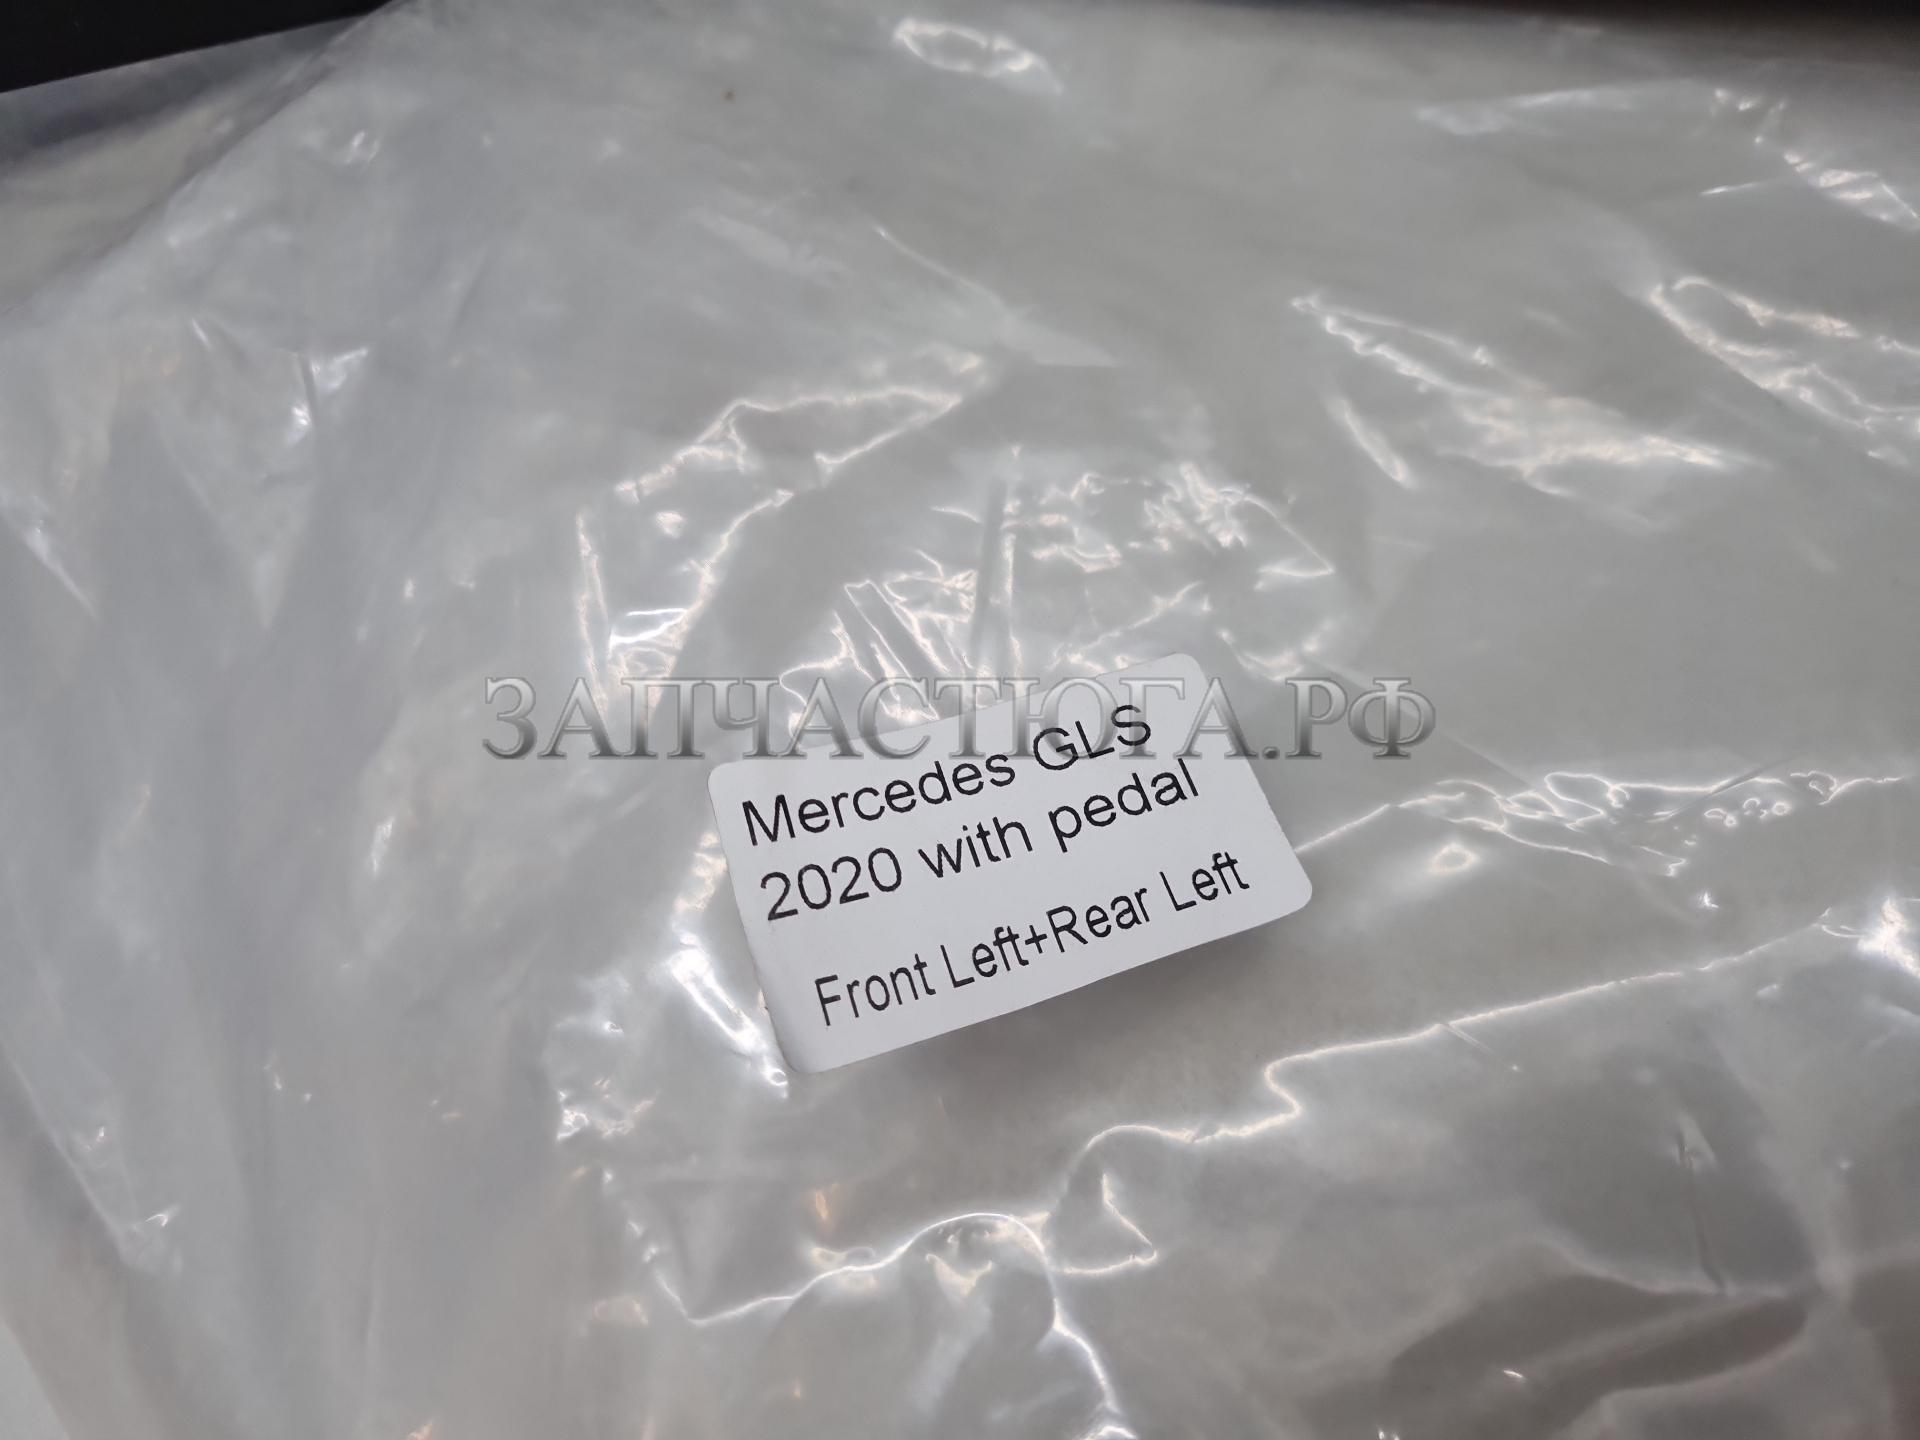 ЗАПЧАСТЮГА.РФ
Mercedes GLS
2020 with pedal
Front Left+Rear Left